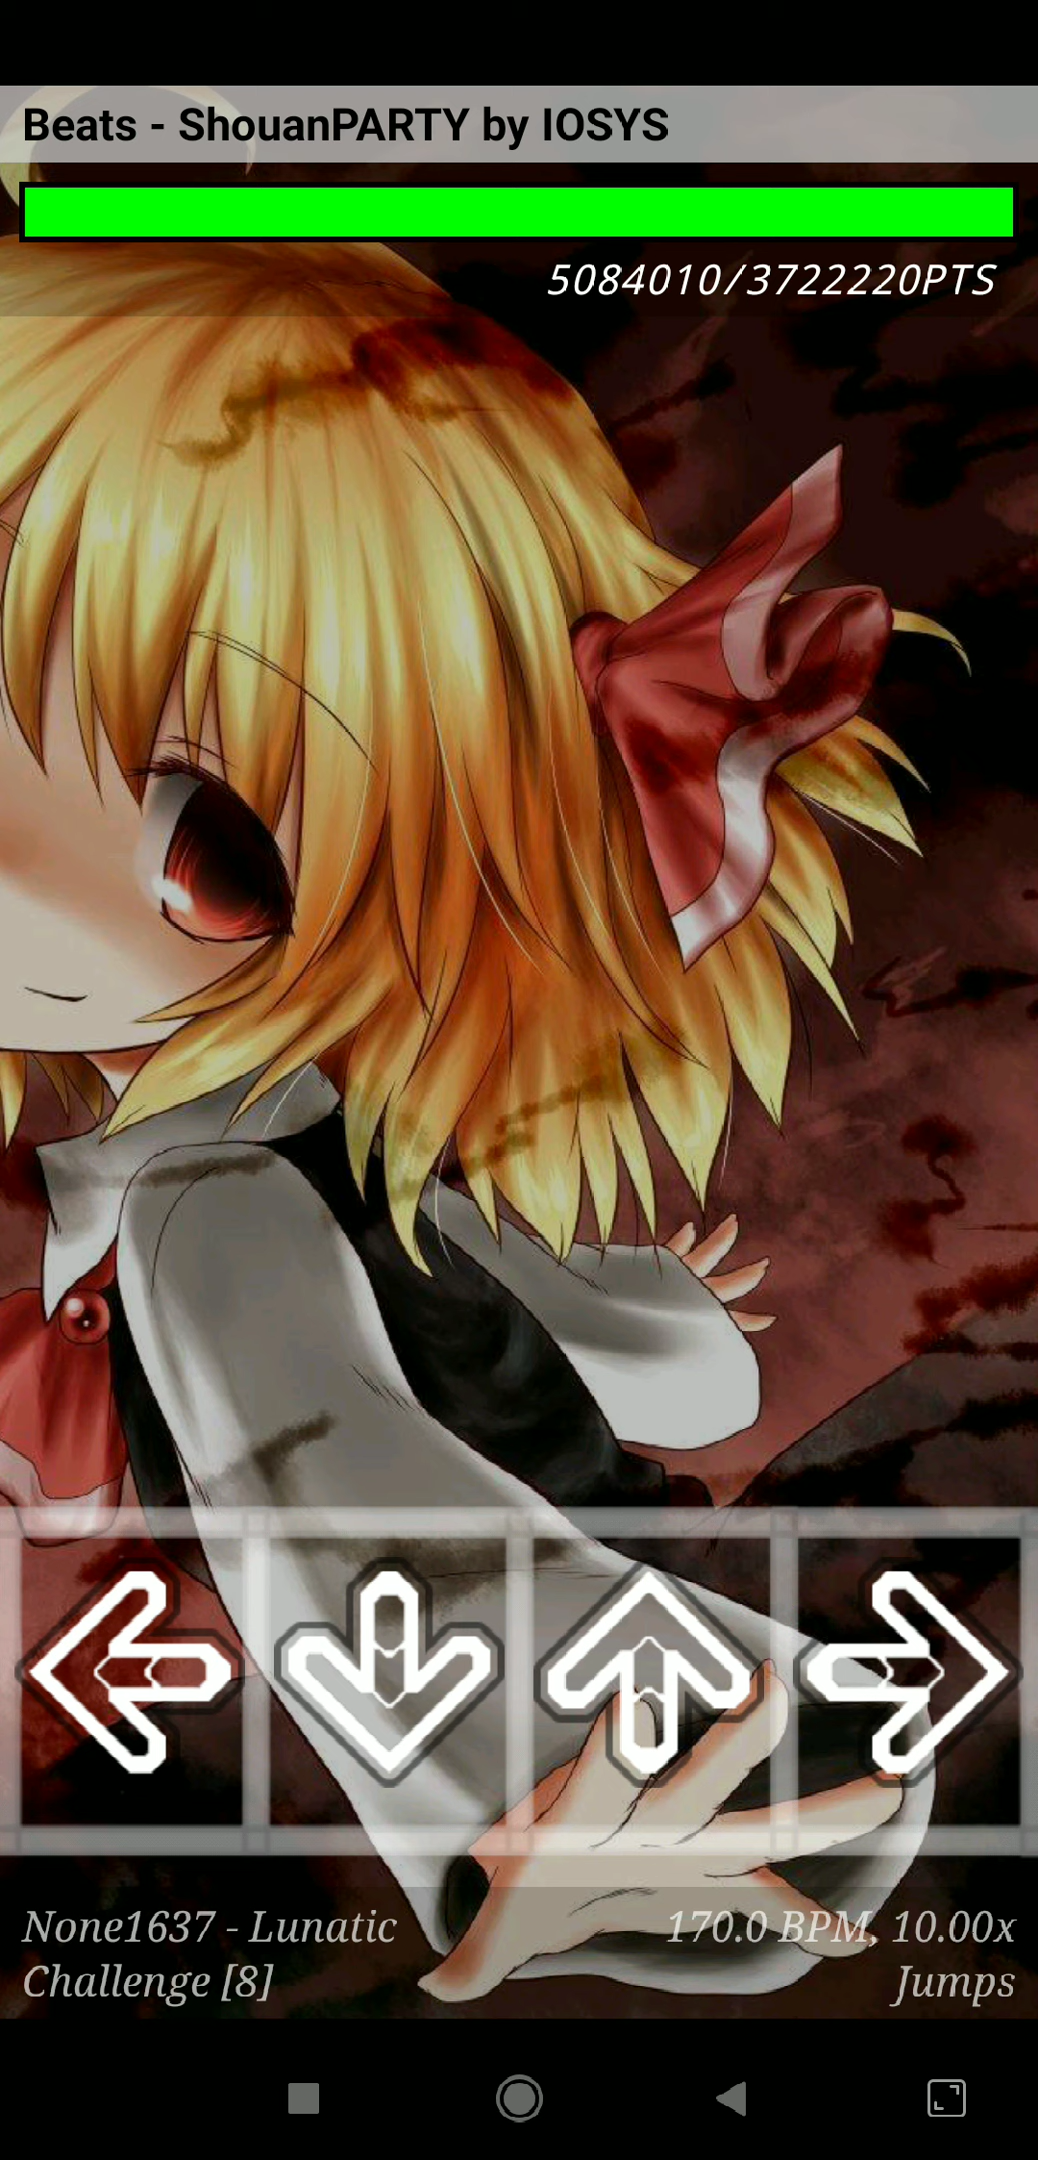 Beats - ShouanPARTY by IOSYS
5084010/3722220PTS
None1637 - Lunatic
Challenge [8]
170.0 BPM, 10.00x
Jumps